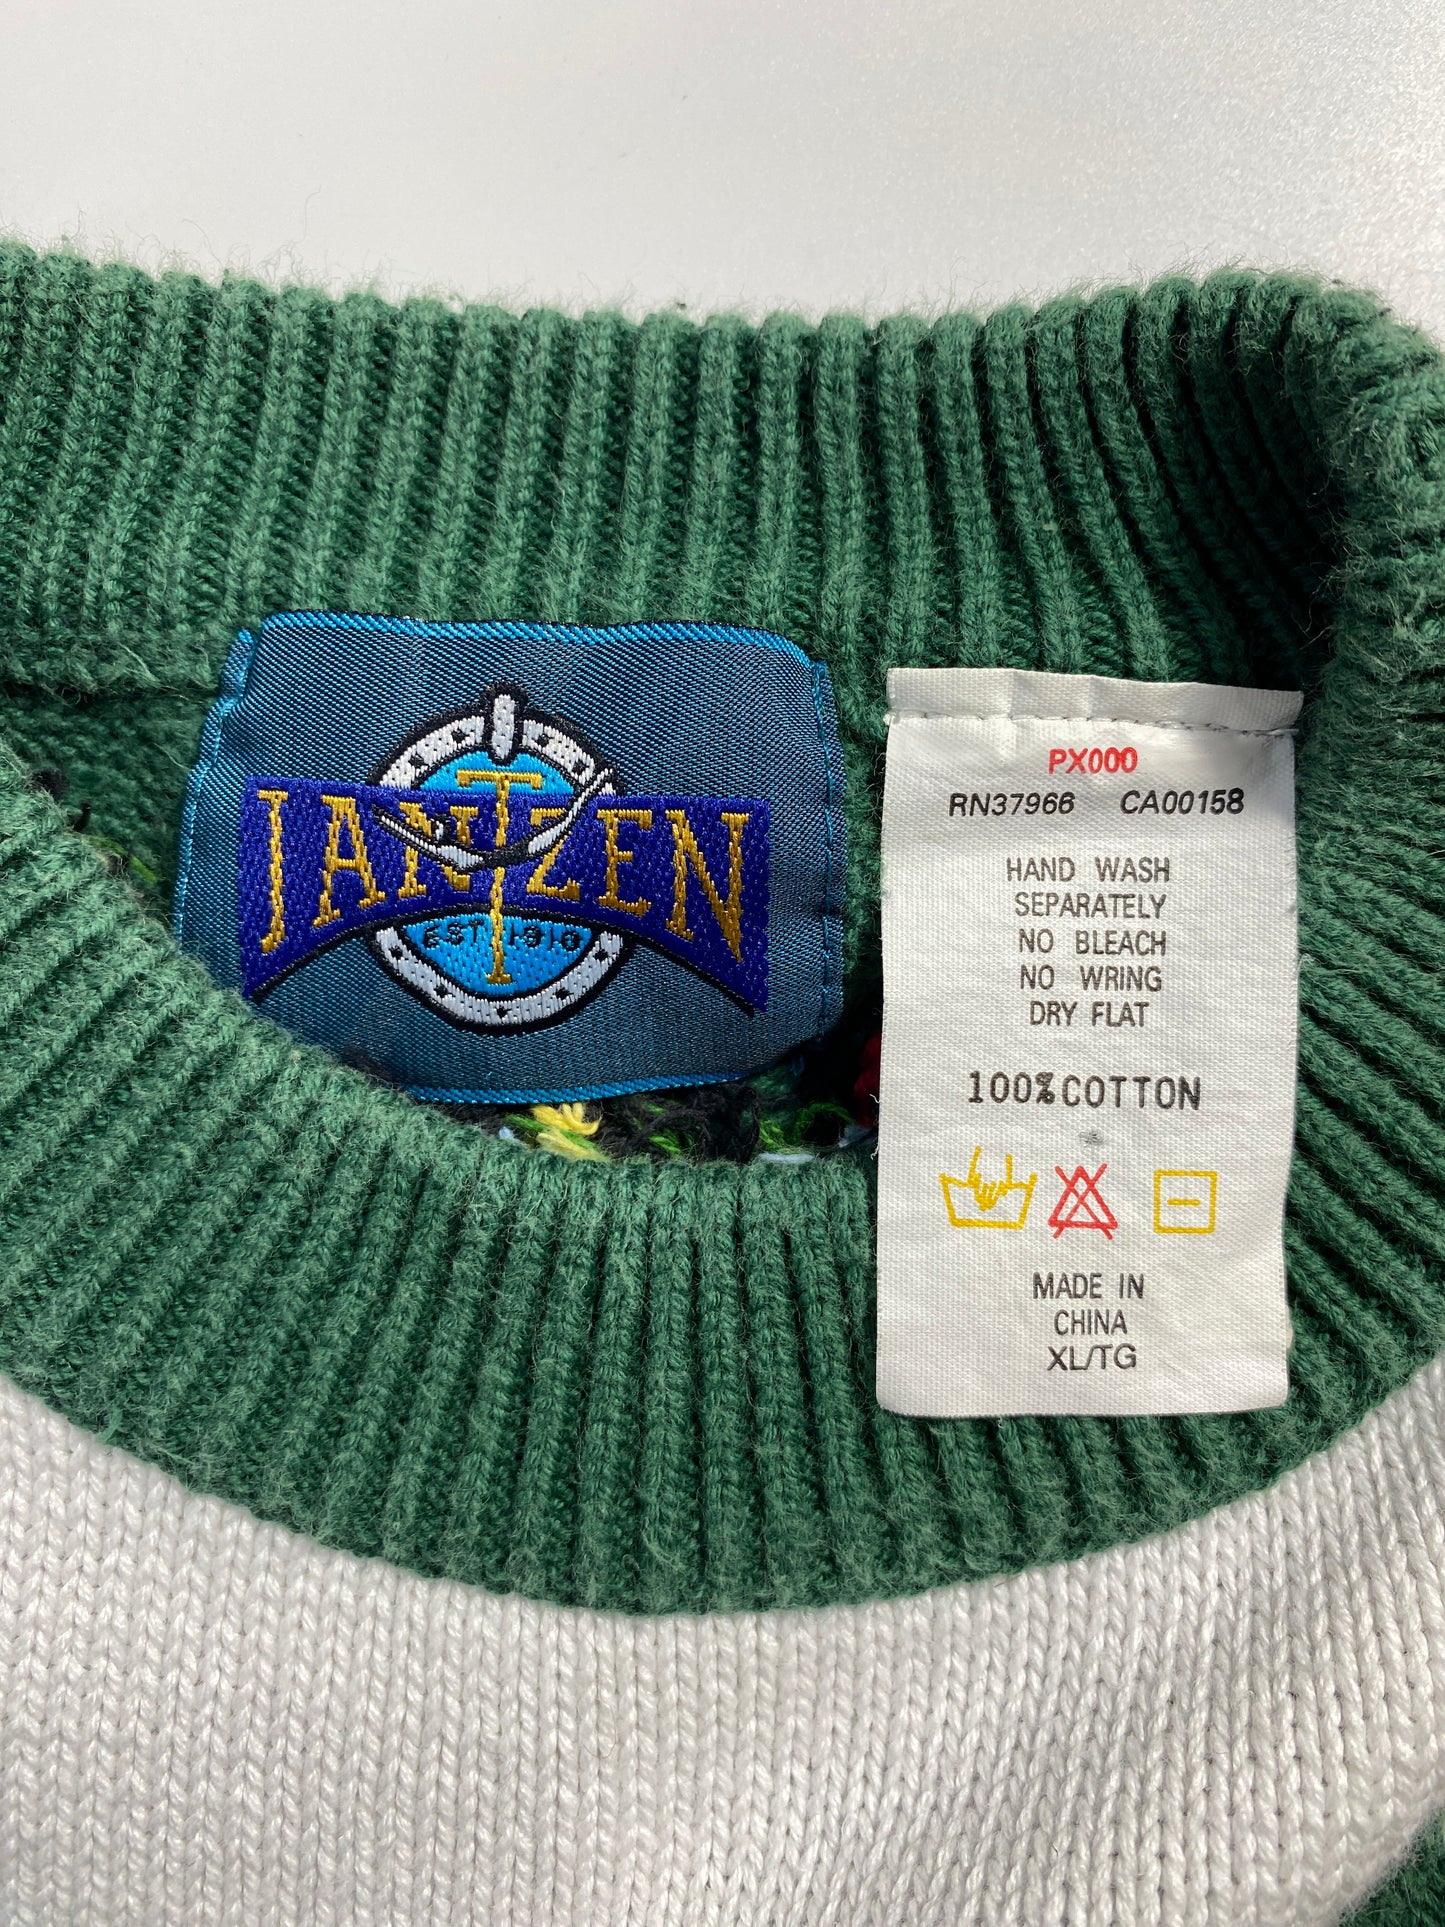 JANTZEN
EST 1910
PX000
RN37966 CA00158
HAND WASH
SEPARATELY
NO BLEACH
NO WRING
DRY FLAT
100% COTTON
MADE IN
CHINA
XL/TG